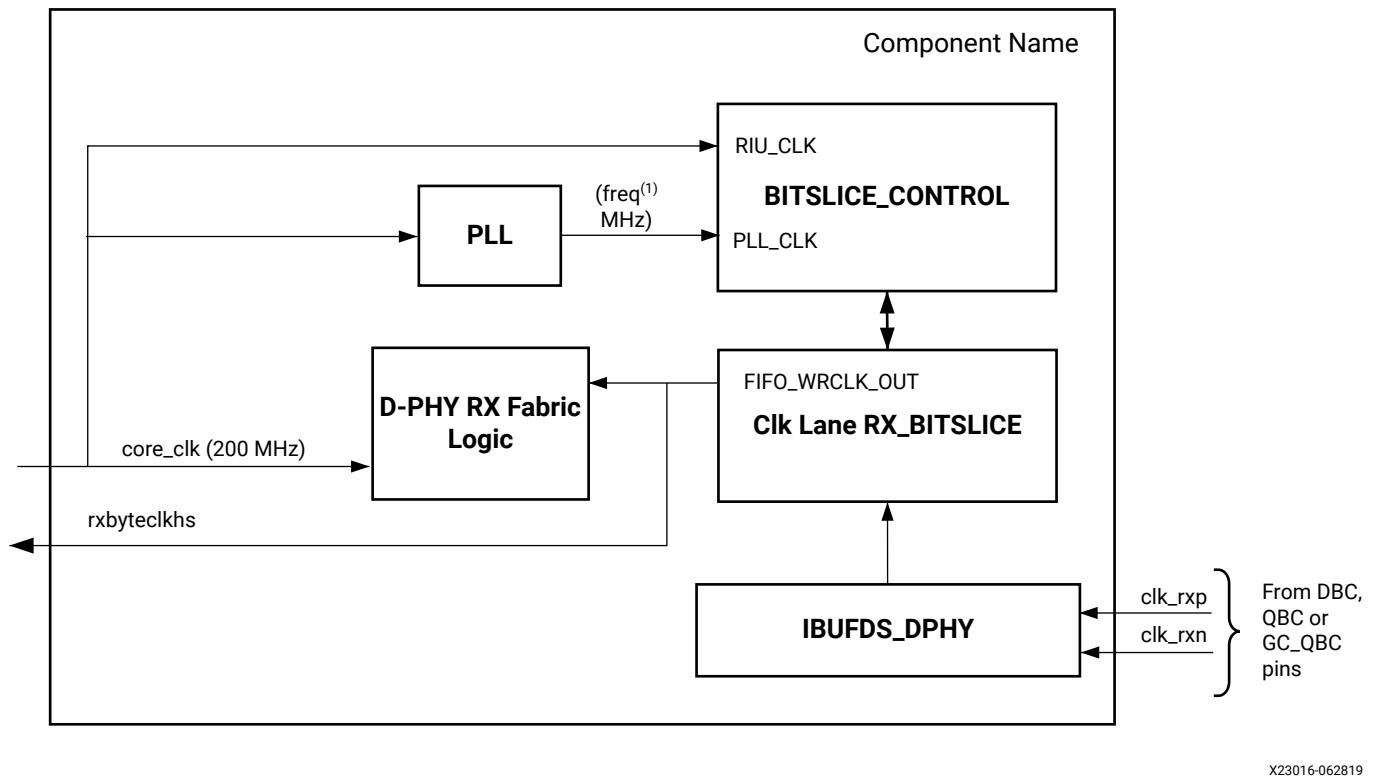 Component Name
RIU_CLK
BITSLICE_CONTROL
(freq(1)
MHz)
PLL
PLL_CLK
FIFO_WRCLK_OUT
D-PHY RX Fabric
Logic
Clk Lane RX_BITSLICE
core_clk (200 MHz)
rxbyteclkhs
IBUFDS_DPHY
clk_rxp
clk_rxn
From DBC,
QBC or
GC_QBC
pins
X23016-062819